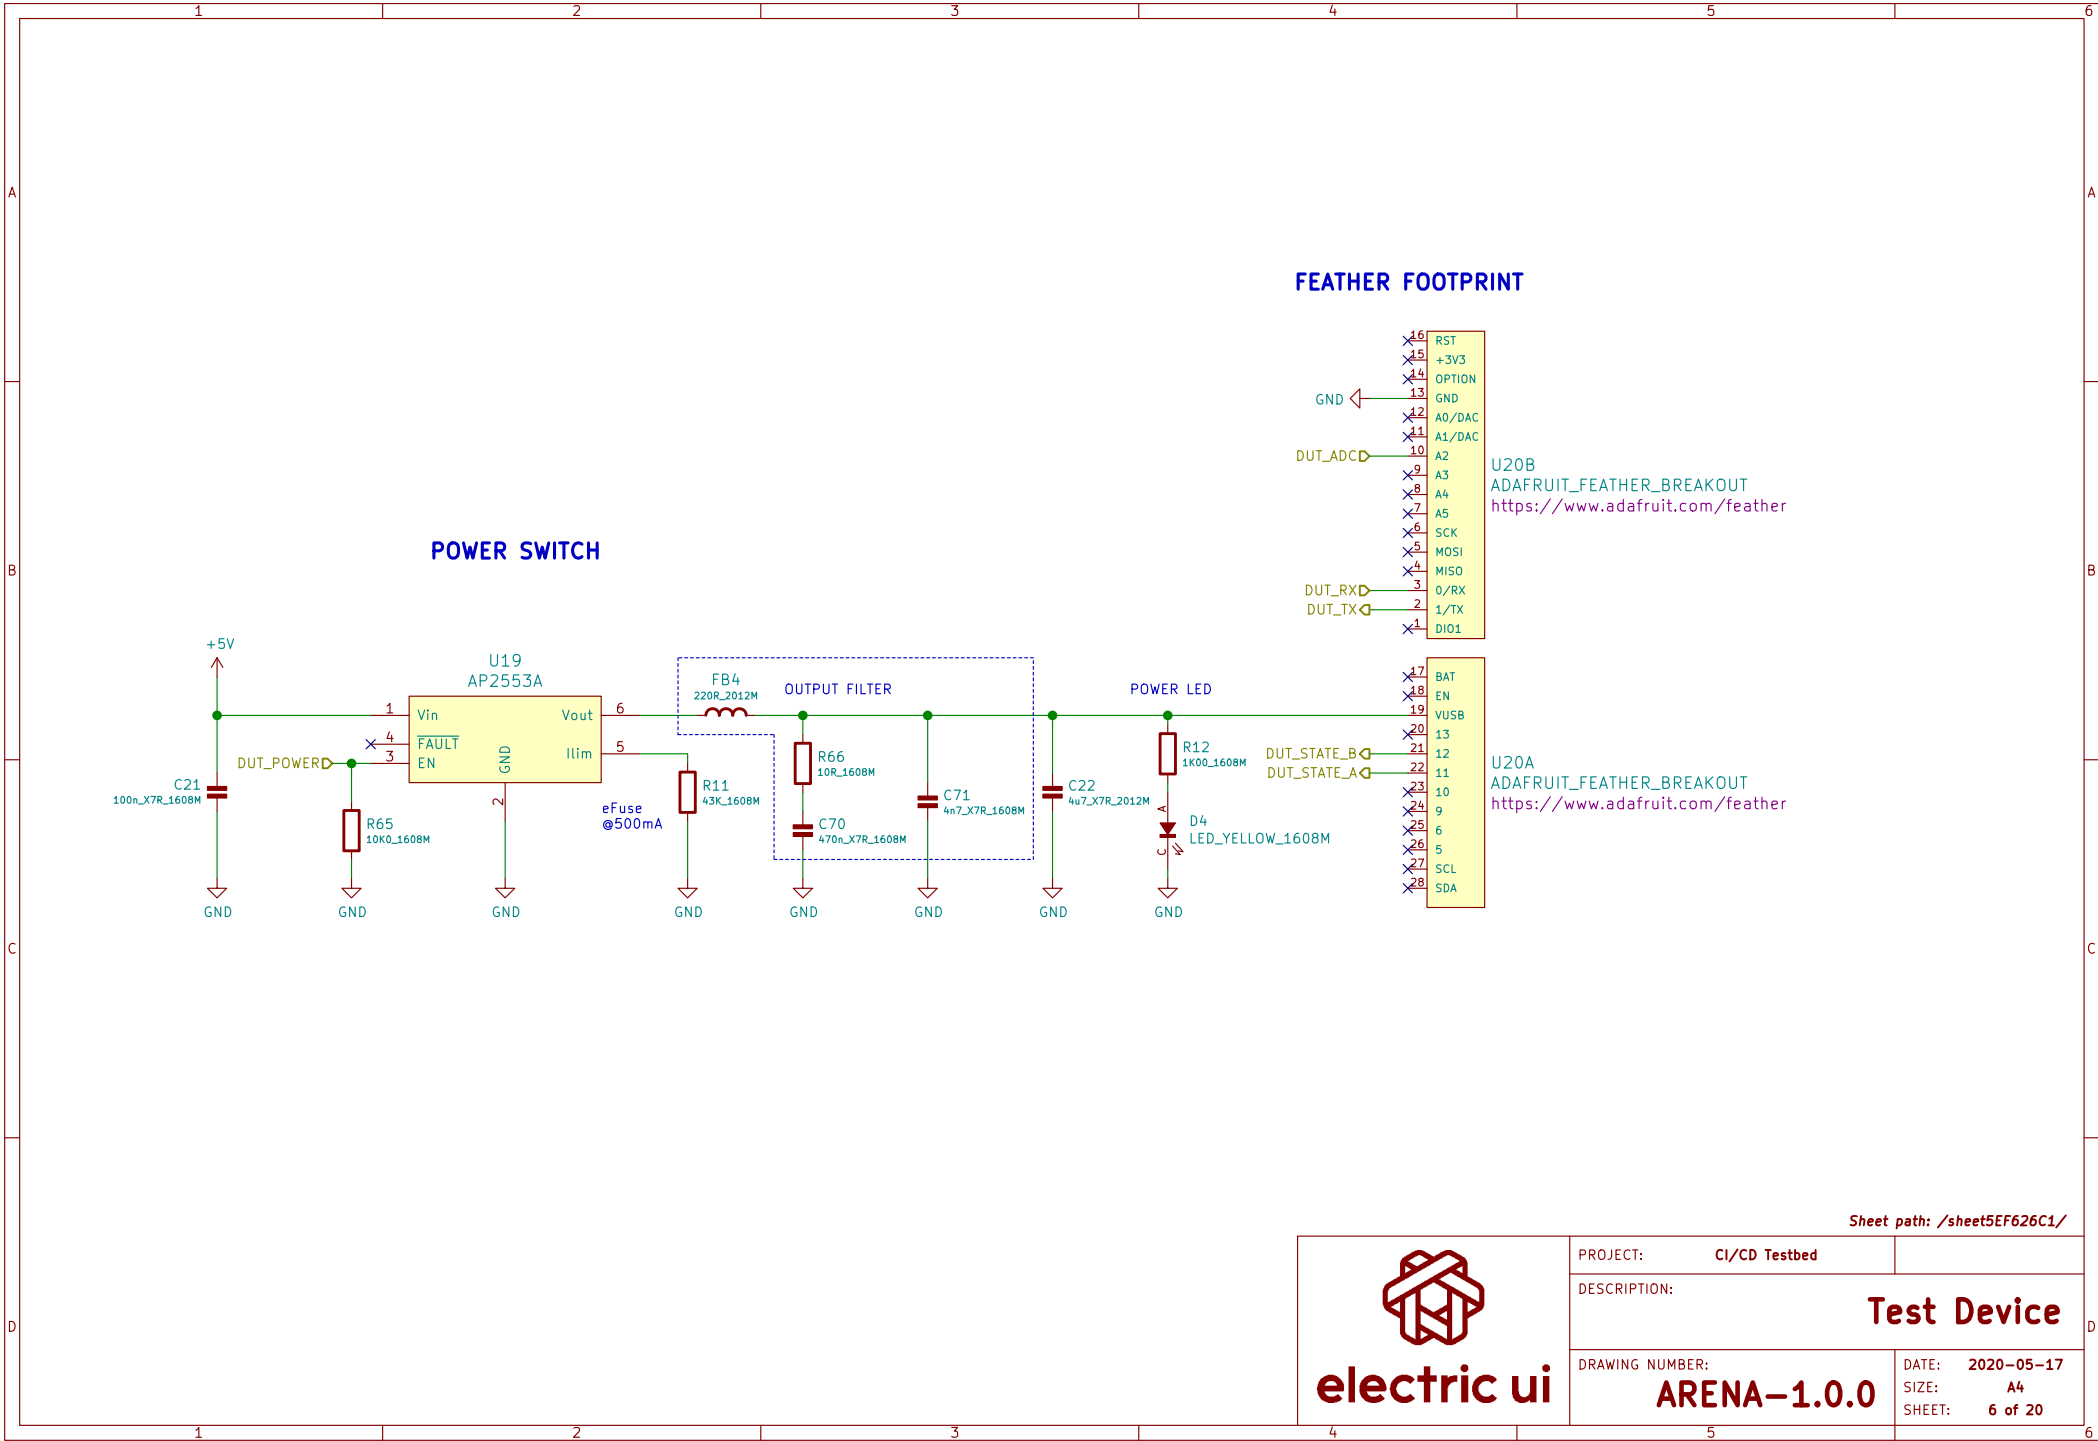 1 2 3 4 5 6
A A
B B
C C
D D
FEATHER FOOTPRINT
16 RST
15 +3V3
14 OPTION
GND 13 GND
12 A0/DAC
11 A1/DAC
DUT_ADC 10 A2
9 A3
8 A4
7 A5
6 SCK
5 MOSI
4 MISO
DUT_RX 3 0/RX
DUT_TX 2 1/TX
1 DIO1
U20B
ADAFRUIT_FEATHER_BREAKOUT
https://www.adafruit.com/feather
POWER SWITCH
+5V
U19
AP2553A
1 Vin
4 FAULT
3 EN
Vout 6
Ilim 5
GND
2
DUT_POWER
C21
100n_X7R_1608M
R65
10K0_1608M
eFuse
@500mA
R11
43K_1608M
FB4
220R_2012M
OUTPUT FILTER
R66
10R_1608M
C70
470n_X7R_1608M
C71
4n7_X7R_1608M
C22
4u7_X7R_2012M
POWER LED
R12
1K00_1608M
A
D4
LED_YELLOW_1608M
C
GND GND GND GND GND GND GND GND
17 BAT
18 EN
19 VUSB
20 13
DUT_STATE_B 21 12
DUT_STATE_A 22 11
23 10
24 9
25 6
26 5
27 SCL
28 SDA
U20A
ADAFRUIT_FEATHER_BREAKOUT
https://www.adafruit.com/feather
Sheet path: /sheet5EF626C1/
electric ui
PROJECT: CI/CD Testbed
DESCRIPTION:
Test Device
DRAWING NUMBER:
ARENA-1.0.0
DATE: 2020-05-17
SIZE: A4
SHEET: 6 of 20
1 2 3 4 5 6